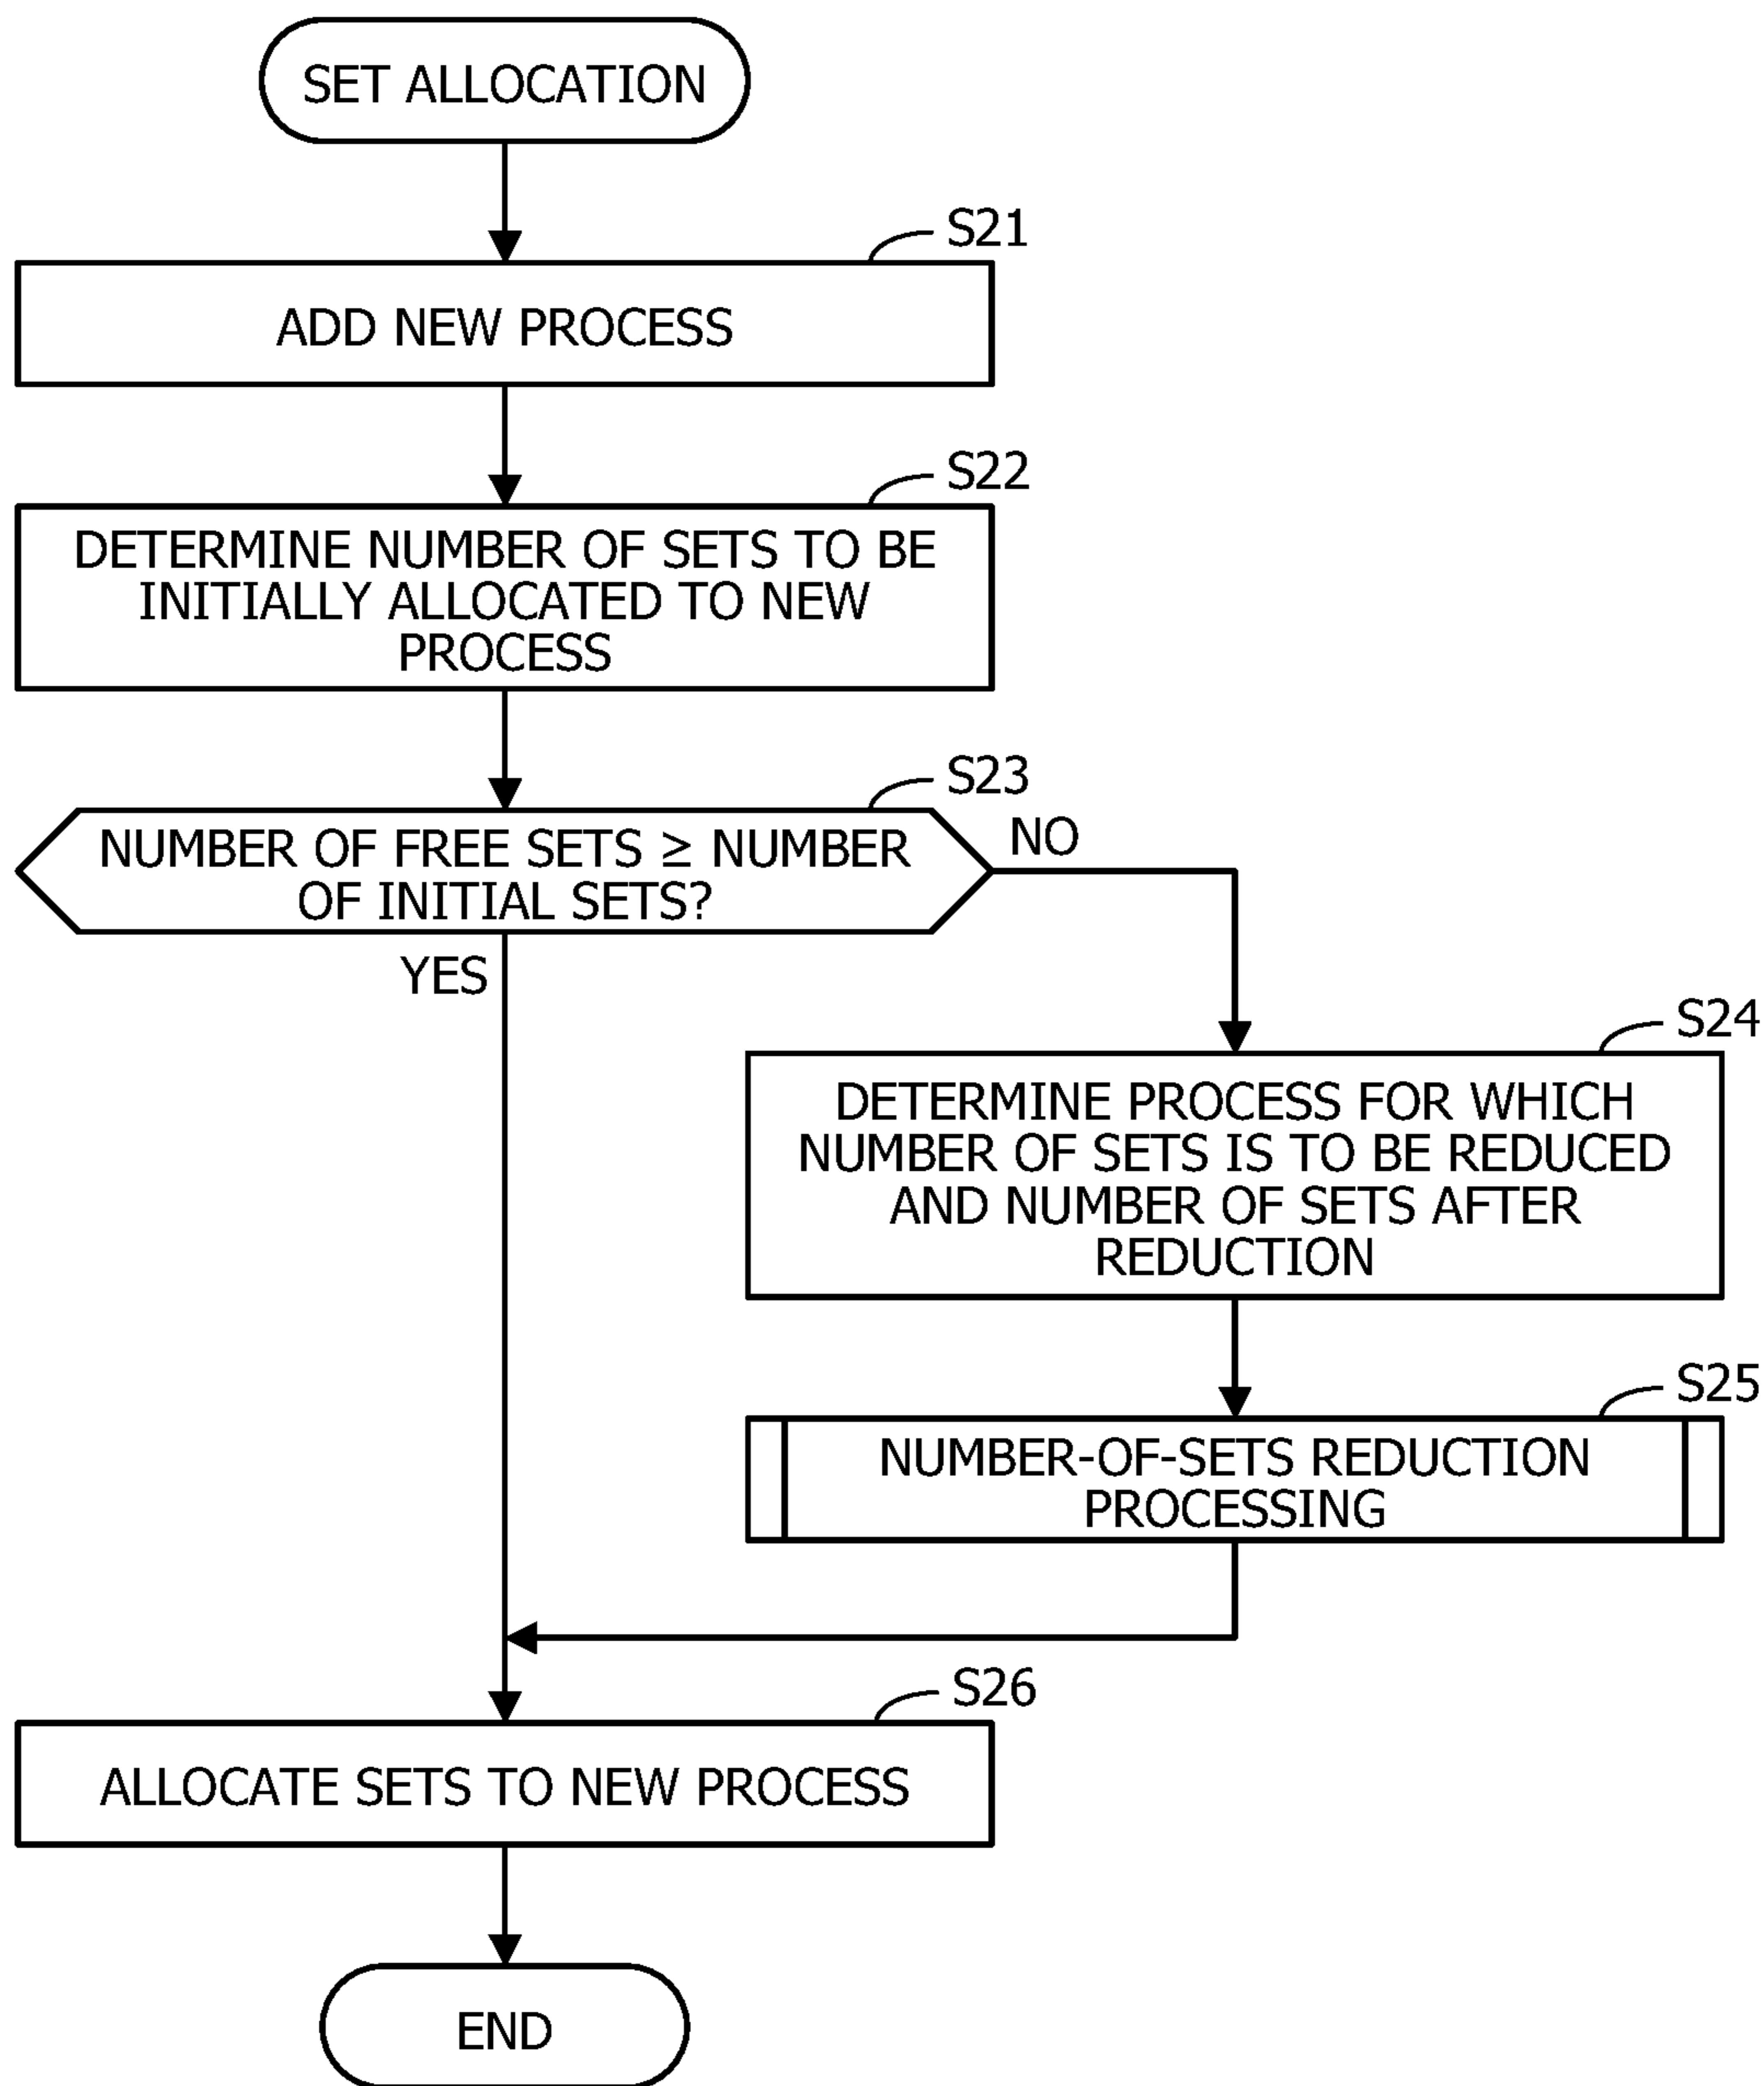 SET ALLOCATION
S21
ADD NEW PROCESS
S22
DETERMINE NUMBER OF SETS TO BE
INITIALLY ALLOCATED TO NEW
PROCESS
S23
NUMBER OF FREE SETS ≥ NUMBER
OF INITIAL SETS?
NO
YES
S24
DETERMINE PROCESS FOR WHICH
NUMBER OF SETS IS TO BE REDUCED
AND NUMBER OF SETS AFTER
REDUCTION
S25
NUMBER-OF-SETS REDUCTION
PROCESSING
S26
ALLOCATE SETS TO NEW PROCESS
END